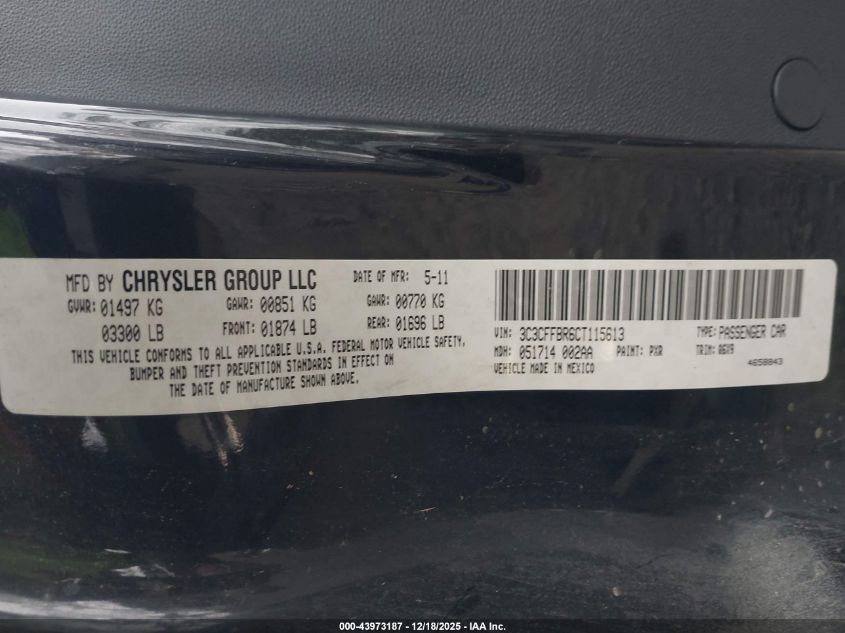 MFD BY CHRYSLER GROUP LLC DATE OF MFR: 5-11
GVWR: 01497 KG GAWR: 00851 KG GAWR: 00770 KG
03300 LB FRONT: 01874 LB REAR: 01696 LB
THIS VEHICLE CONFORMS TO ALL APPLICABLE U.S.A. FEDERAL MOTOR VEHICLE SAFETY,
BUMPER AND THEFT PREVENTION STANDARDS IN EFFECT ON
THE DATE OF MANUFACTURE SHOWN ABOVE.
VIN: 3C3CFFBR6CT115613 TYPE: PASSENGER CAR
MDH: 051714 002AA PAINT: PXR TRIM: A6X9
VEHICLE MADE IN MEXICO 4658843
000-43973187 - 12/18/2025 - IAA Inc.